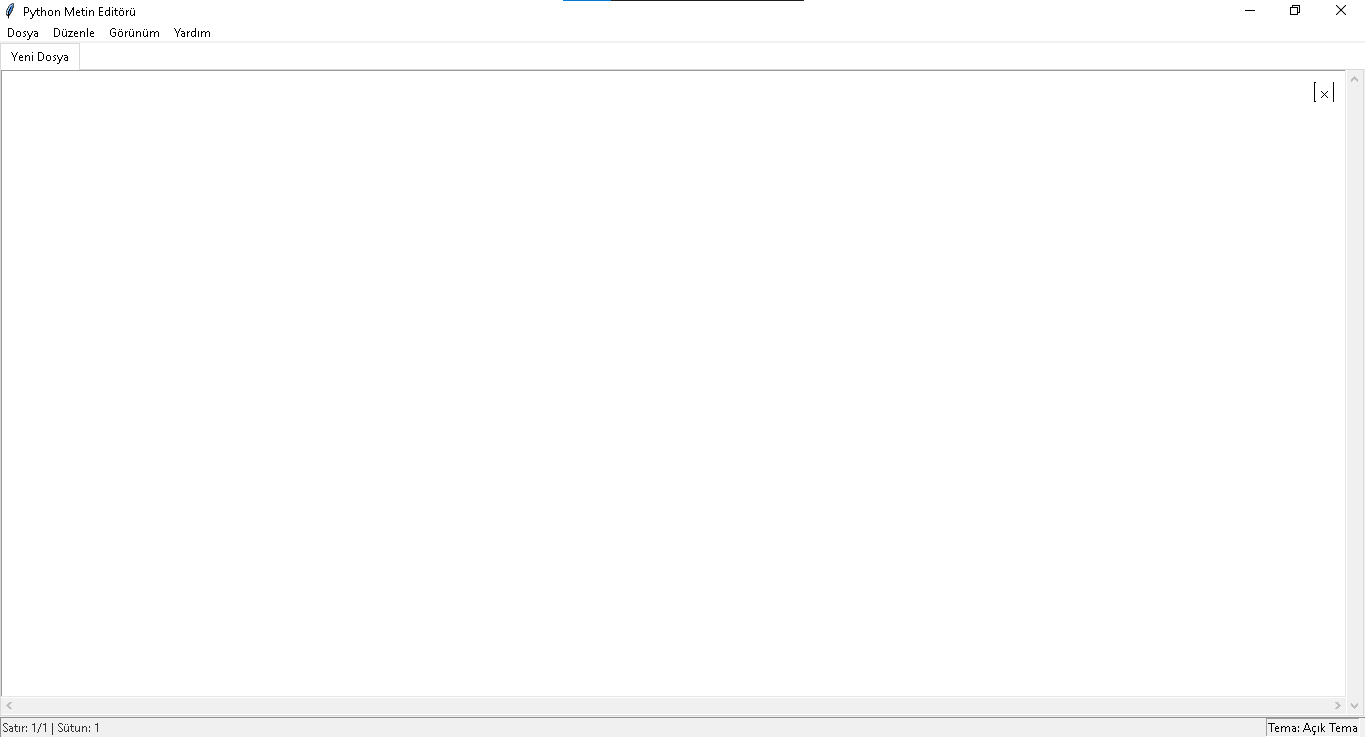 Python Metin Editörü
Dosya Düzenle Görünüm Yardım
Yeni Dosya
×
Satır: 1/1 | Sütun: 1 Tema: Açık Tema